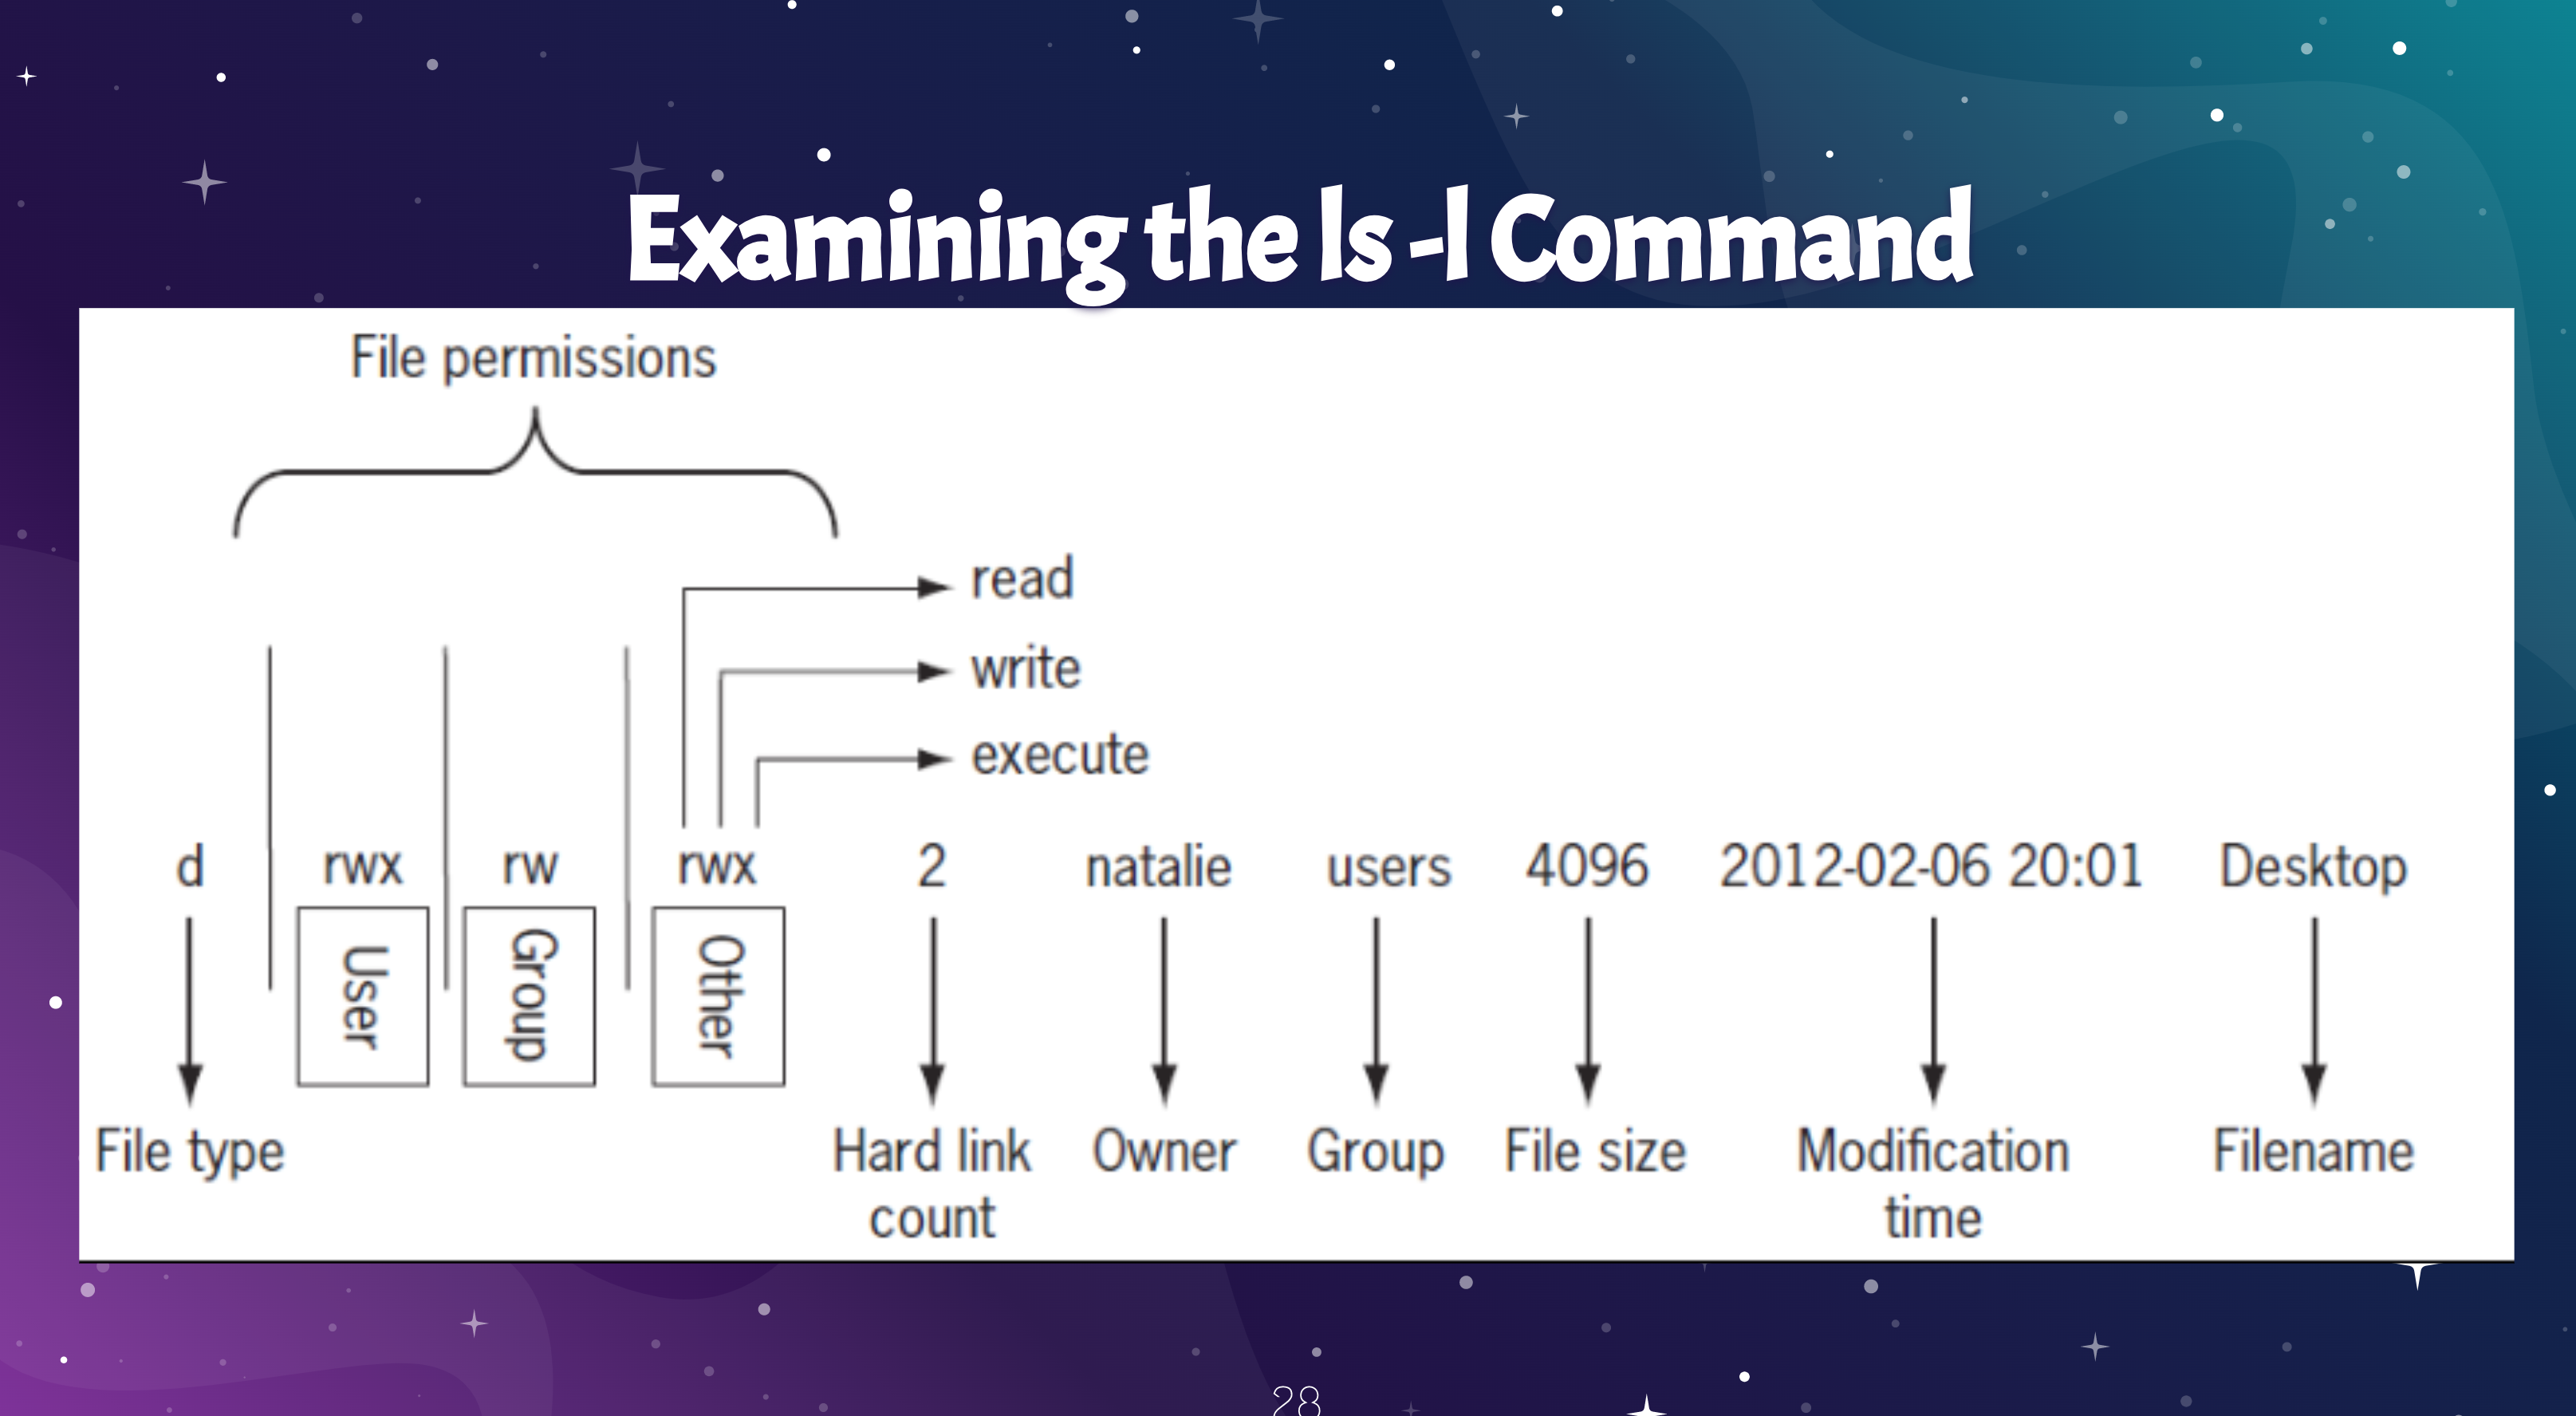 Examining the ls -l Command
File permissions
read
write
execute
d rwx rw rwx 2 natalie users 4096 2012-02-06 20:01 Desktop
User Group Other
File type Hard link count Owner Group File size Modification time Filename
28